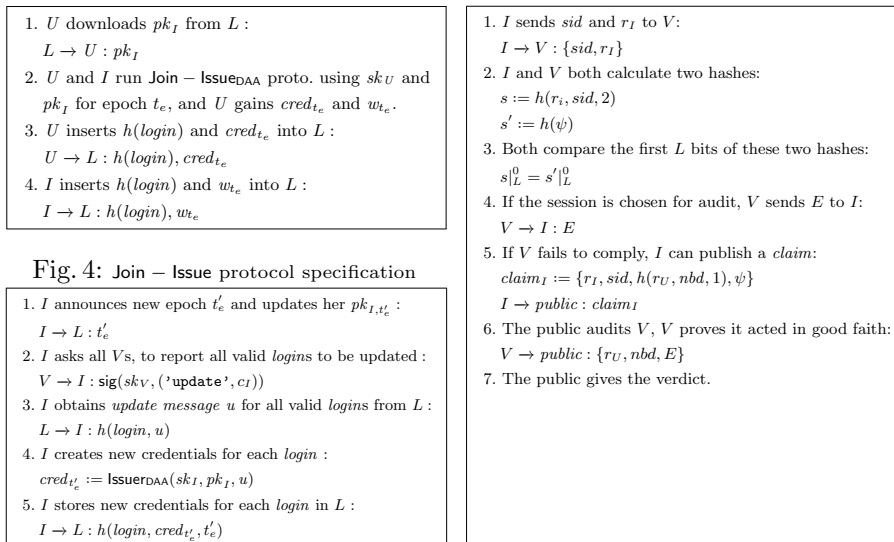 1. U downloads pk_I from L :
L → U : pk_I
2. U and I run Join – Issue_DAA proto. using sk_U and
pk_I for epoch t_e, and U gains cred_{t_e} and w_{t_e}.
3. U inserts h(login) and cred_{t_e} into L :
U → L : h(login), cred_{t_e}
4. I inserts h(login) and w_{t_e} into L :
I → L : h(login), w_{t_e}
Fig. 4: Join – Issue protocol specification
1. I announces new epoch t'_e and updates her pk_{I,t'_e} :
I → L : t'_e
2. I asks all Vs, to report all valid logins to be updated :
V → I : sig(sk_V, ('update', c_I))
3. I obtains update message u for all valid logins from L :
L → I : h(login, u)
4. I creates new credentials for each login :
cred_{t'_e} := Issuer_DAA(sk_I, pk_I, u)
5. I stores new credentials for each login in L :
I → L : h(login, cred_{t'_e}, t'_e)
1. I sends sid and r_I to V:
I → V : {sid, r_I}
2. I and V both calculate two hashes:
s := h(r_i, sid, 2)
s' := h(ψ)
3. Both compare the first L bits of these two hashes:
s|^0_L = s'|^0_L
4. If the session is chosen for audit, V sends E to I:
V → I : E
5. If V fails to comply, I can publish a claim:
claim_I := {r_I, sid, h(r_U, nbd, 1), ψ}
I → public : claim_I
6. The public audits V, V proves it acted in good faith:
V → public : {r_U, nbd, E}
7. The public gives the verdict.